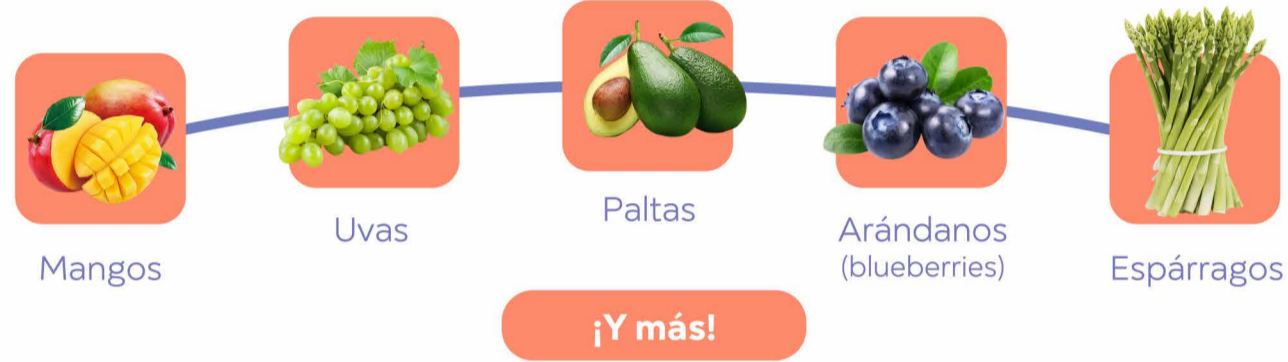 Mangos
Uvas
Paltas
Arándanos
(blueberries)
Espárragos
¡Y más!